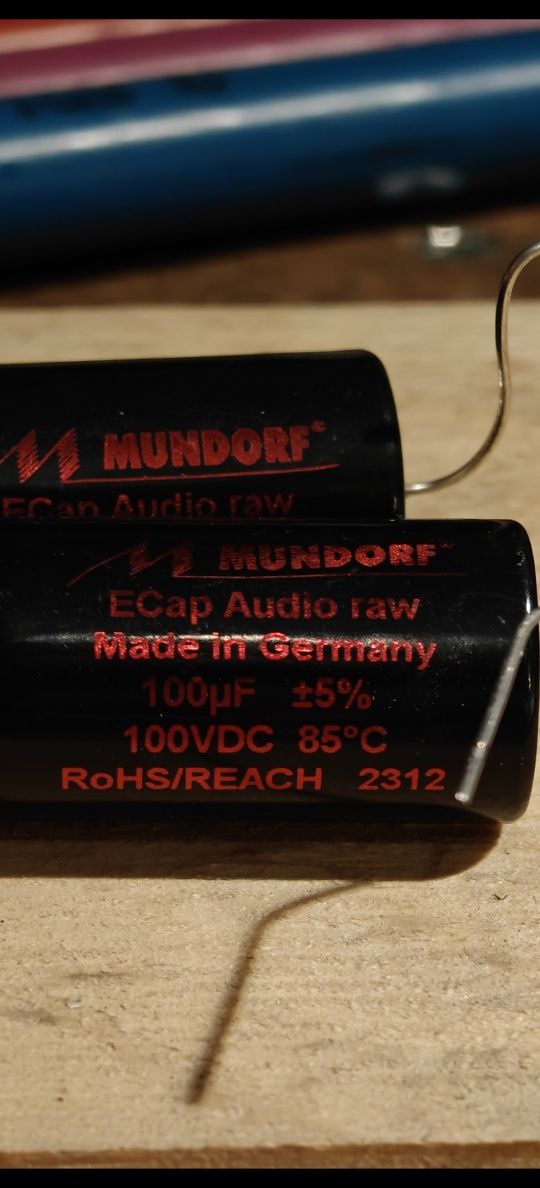 MUNDORF®
ECap Audio raw
MUNDORF®
ECap Audio raw
Made in Germany
100µF ±5%
100VDC 85°C
RoHS/REACH 2312